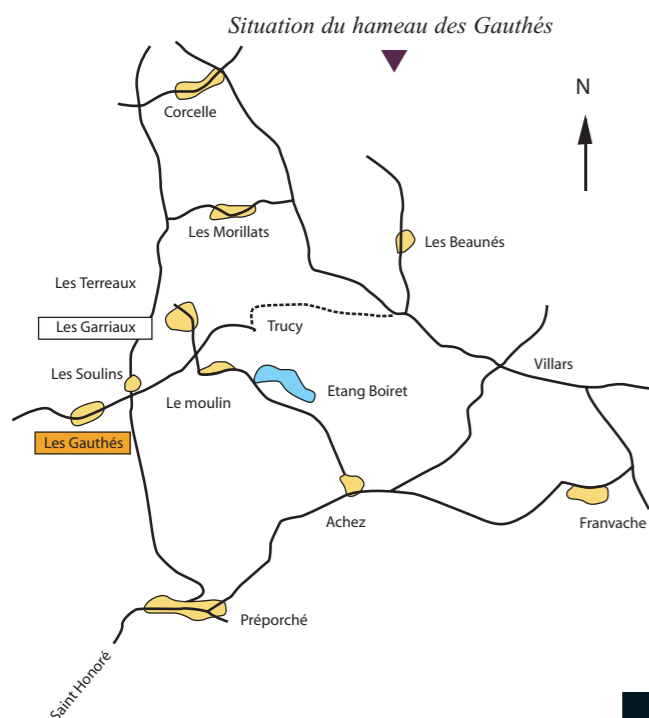 Situation du hameau des Gauthés
N
Corcelle
Les Morillats
Les Beaunés
Les Terreaux
Les Garriaux
Trucy
Villars
Les Soulins
Le moulin
Etang Boiret
Les Gauthés
Achez
Franvache
Préporché
Saint Honoré